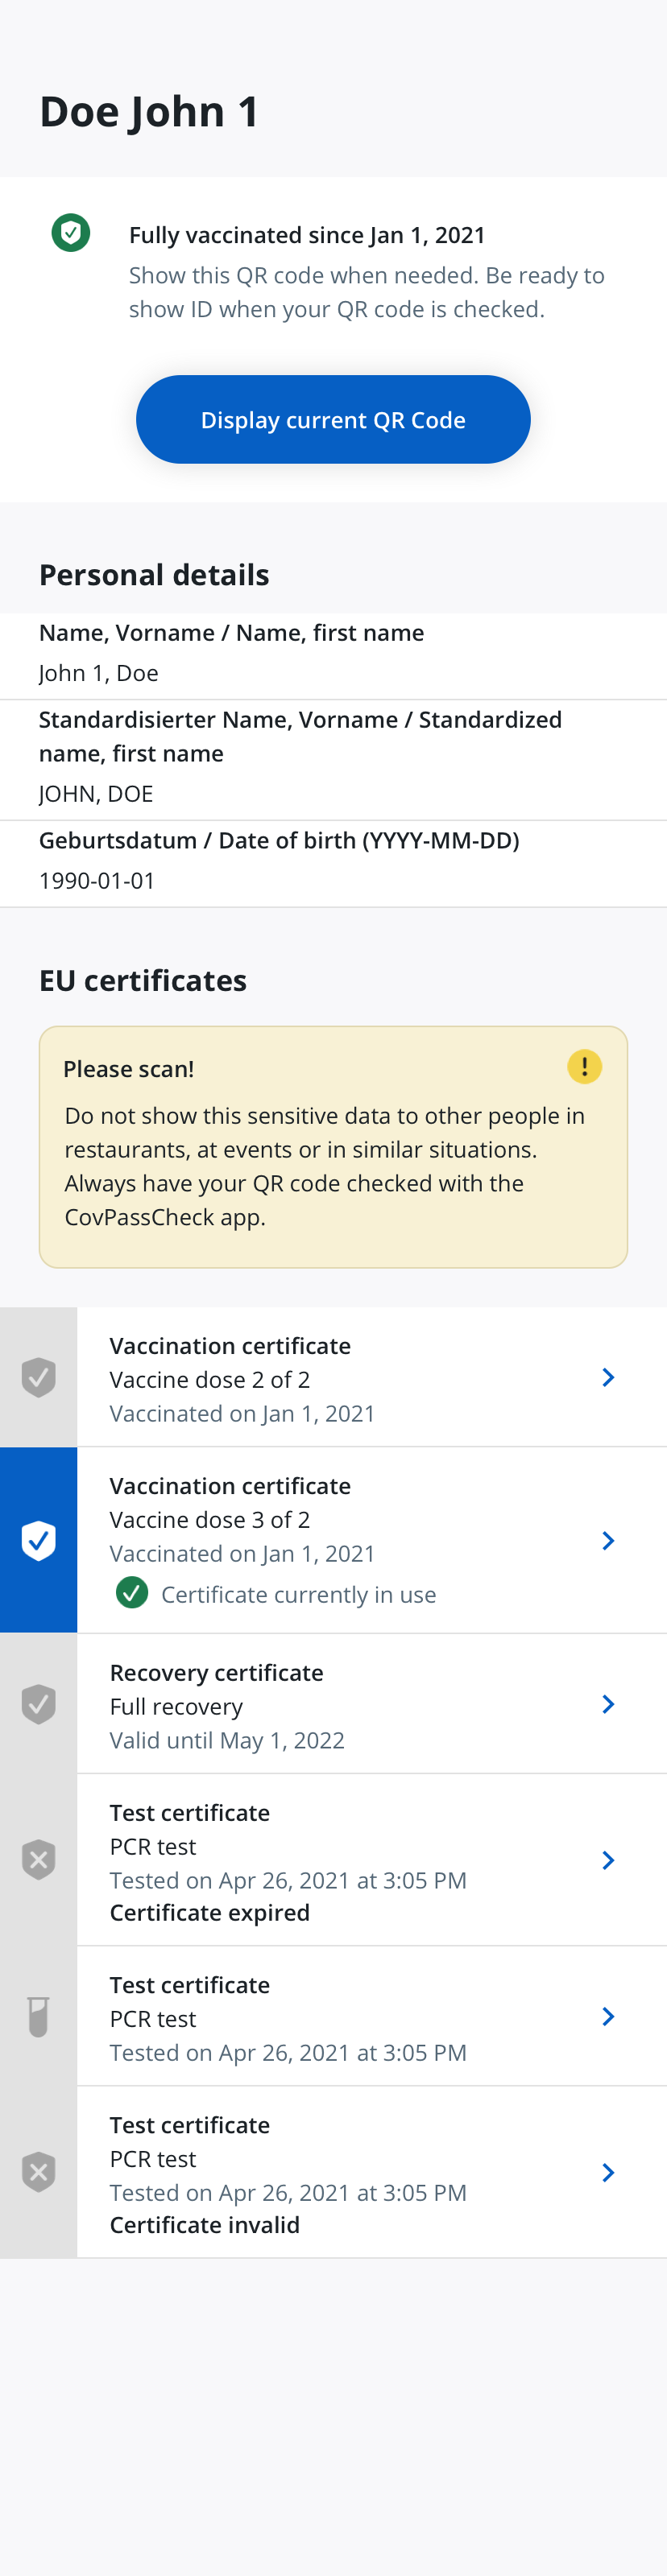 Doe John 1
Fully vaccinated since Jan 1, 2021
Show this QR code when needed. Be ready to
show ID when your QR code is checked.
Display current QR Code
Personal details
Name, Vorname / Name, first name
John 1, Doe
Standardisierter Name, Vorname / Standardized
name, first name
JOHN, DOE
Geburtsdatum / Date of birth (YYYY-MM-DD)
1990-01-01
EU certificates
Please scan!
Do not show this sensitive data to other people in
restaurants, at events or in similar situations.
Always have your QR code checked with the
CovPassCheck app.
Vaccination certificate
Vaccine dose 2 of 2
Vaccinated on Jan 1, 2021
Vaccination certificate
Vaccine dose 3 of 2
Vaccinated on Jan 1, 2021
Certificate currently in use
Recovery certificate
Full recovery
Valid until May 1, 2022
Test certificate
PCR test
Tested on Apr 26, 2021 at 3:05 PM
Certificate expired
Test certificate
PCR test
Tested on Apr 26, 2021 at 3:05 PM
Test certificate
PCR test
Tested on Apr 26, 2021 at 3:05 PM
Certificate invalid